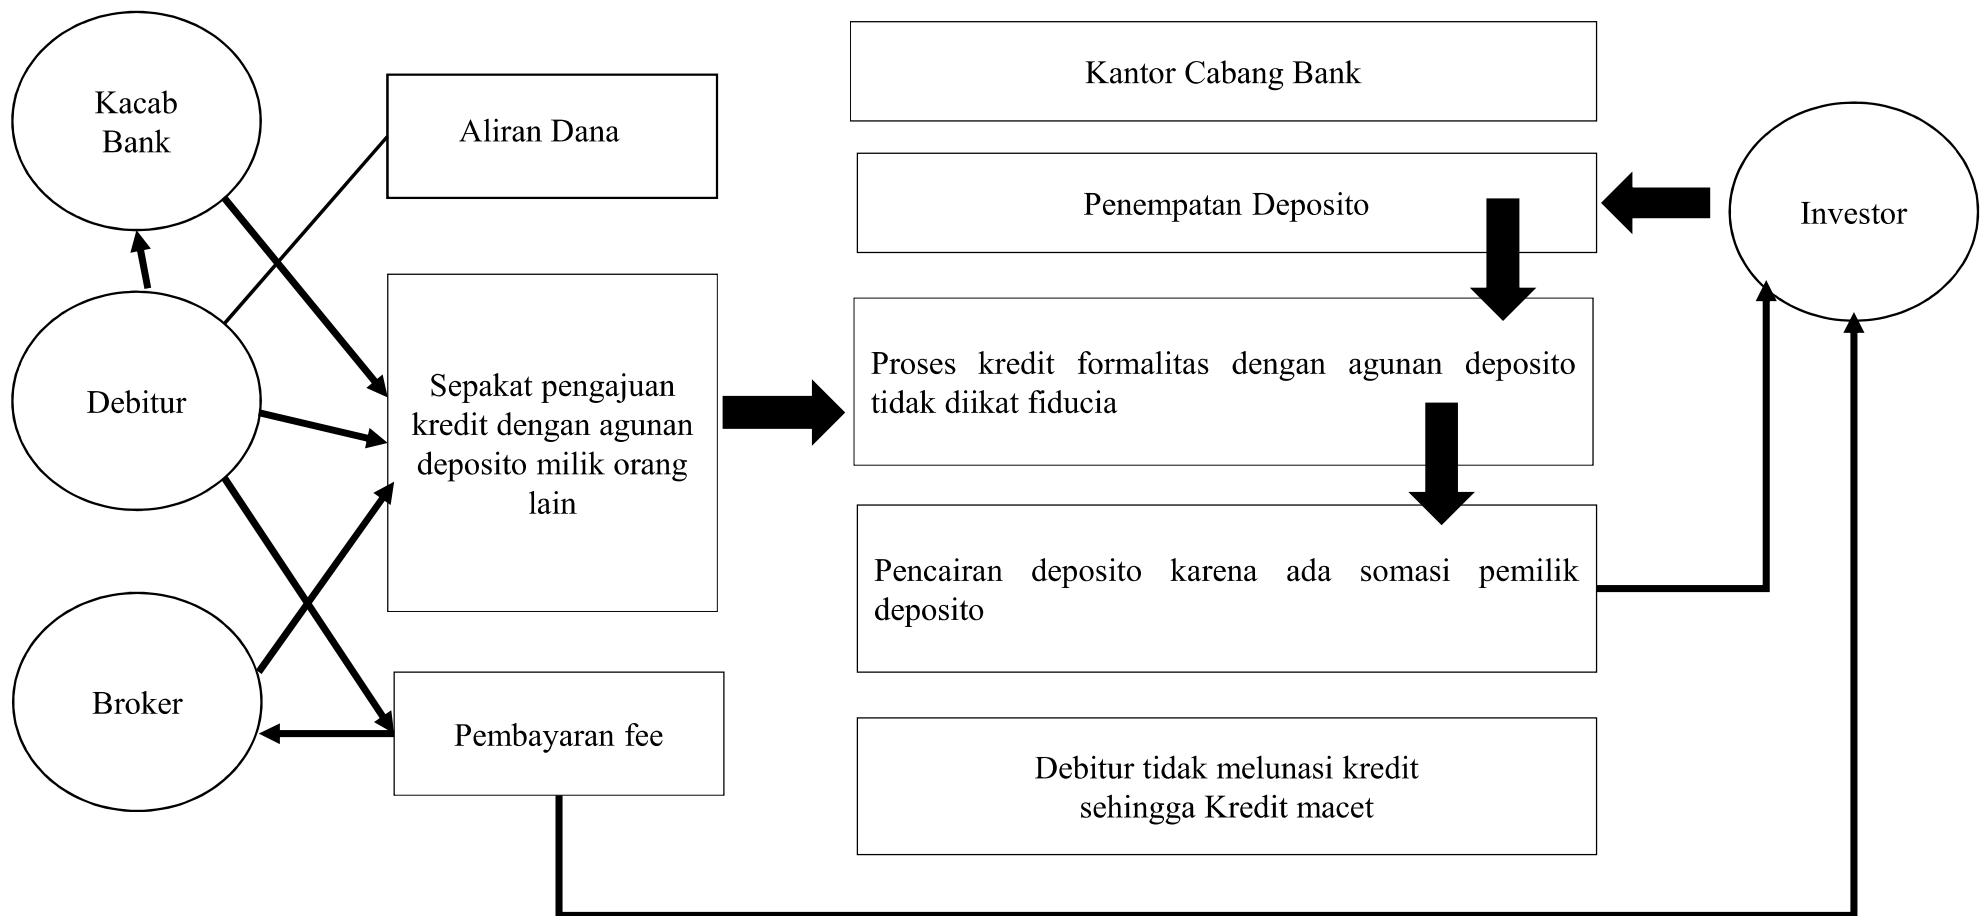 Kacab
Bank
Aliran Dana
Kantor Cabang Bank
Penempatan Deposito
Investor
Debitur
Sepakat pengajuan
kredit dengan agunan
deposito milik orang
lain
Proses kredit formalitas dengan agunan deposito
tidak diikat fiducia
Pencairan deposito karena ada somasi pemilik
deposito
Broker
Pembayaran fee
Debitur tidak melunasi kredit
sehingga Kredit macet